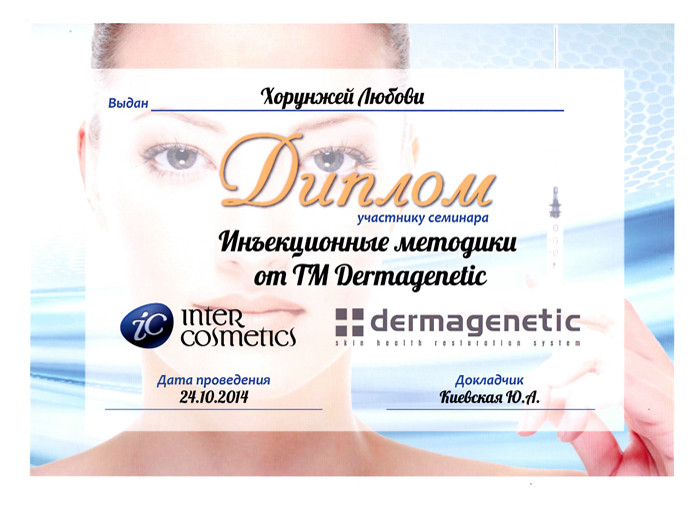 Выдан Хорунжей Любови
Диплом
участнику семинара
Инъекционные методики
от ТМ Dermagenetic
ic INTER COSMETICS
dermagenetic
skin health restoration system
Дата проведения
24.10.2014
Докладчик
Киевская Ю.А.